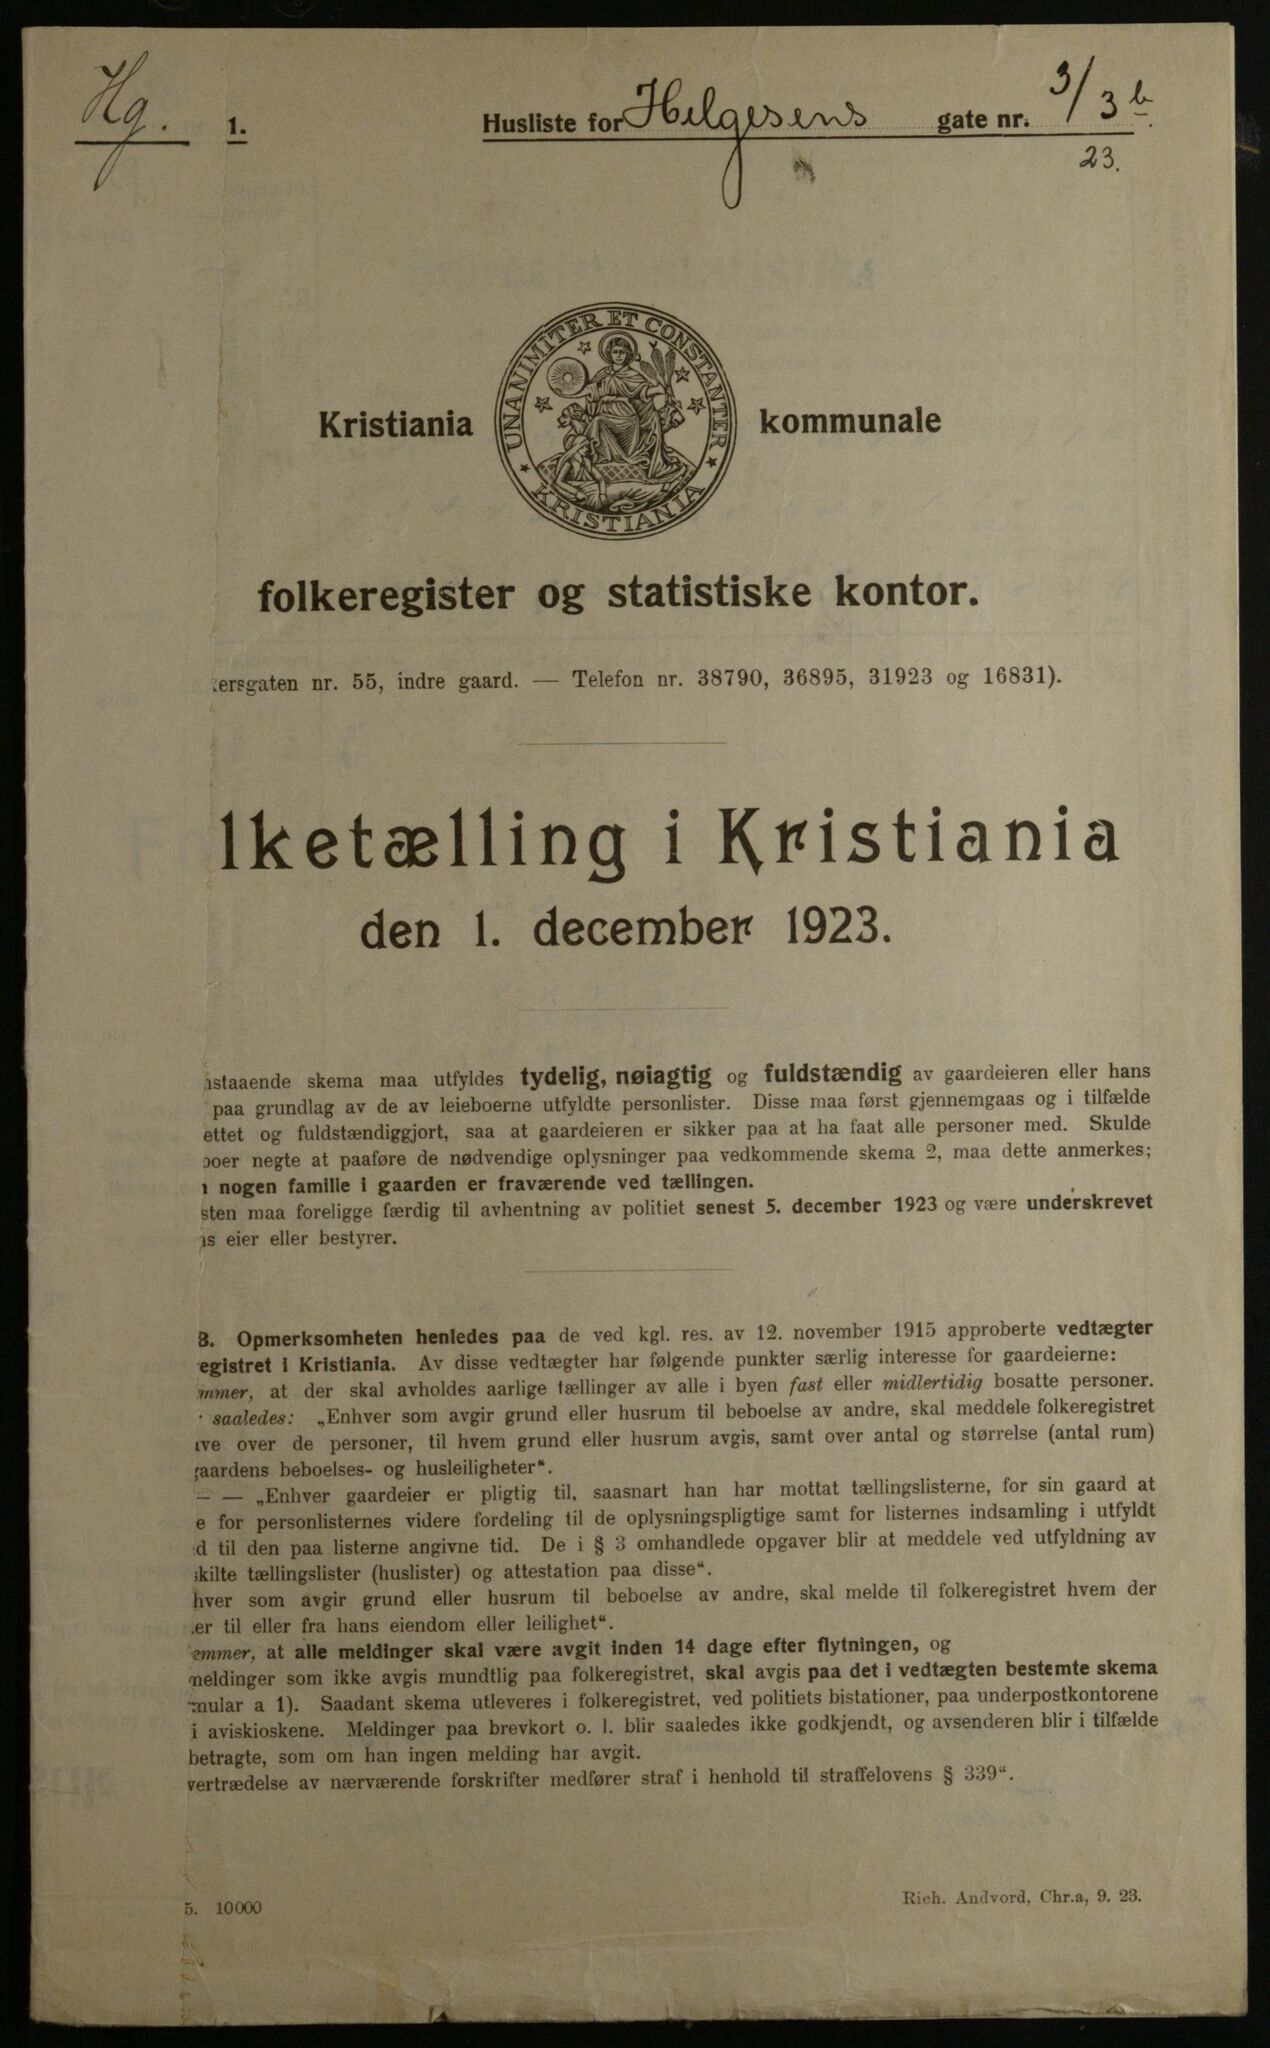 Hg.
1.
Husliste for Helgesens gate nr. 3/3 b.
23.
UNANIMITER ET CONSTANTER
KRISTIANIA
Kristiania kommunale
folkeregister og statistiske kontor.
ersgaten nr. 55, indre gaard. — Telefon nr. 38790, 36895, 31923 og 16831).
lketælling i Kristiania
den 1. december 1923.
nstaaende skema maa utfyldes tydelig, nøiagtig og fuldstændig av gaardeieren eller hans
paa grundlag av de av leieboerne utfyldte personlister. Disse maa først gjennemgaas og i tilfælde
ettet og fuldstændiggjort, saa at gaardeieren er sikker paa at ha faat alle personer med. Skulde
boer negte at paaføre de nødvendige oplysninger paa vedkommende skema 2, maa dette anmerkes;
n nogen familie i gaarden er fraværende ved tællingen.
sten maa foreligge færdig til avhentning av politiet senest 5. december 1923 og være underskrevet
ns eier eller bestyrer.
B. Opmerksomheten henledes paa de ved kgl. res. av 12. november 1915 approberte vedtægter
egistret i Kristiania. Av disse vedtægter har følgende punkter særlig interesse for gaardeierne:
mmer, at der skal avholdes aarlige tællinger av alle i byen fast eller midlertidig bosatte personer.
saaledes: „Enhver som avgir grund eller husrum til beboelse av andre, skal meddele folkeregistret
ave over de personer, til hvem grund eller husrum avgis, samt over antal og størrelse (antal rum)
gaardens beboelses- og husleiligheter“.
— — „Enhver gaardeier er pligtig til, saasnart han har mottat tællingslisterne, for sin gaard at
e for personlisternes videre fordeling til de oplysningspligtige samt for listernes indsamling i utfyldt
d til den paa listerne angivne tid. De i § 3 omhandlede opgaver blir at meddele ved utfyldning av
skilte tællingslister (huslister) og attestation paa disse“.
hver som avgir grund eller husrum til beboelse av andre, skal melde til folkeregistret hvem der
er til eller fra hans eiendom eller leilighet“.
emmer, at alle meldinger skal være avgit inden 14 dage efter flytningen, og
meldinger som ikke avgis mundtlig paa folkeregistret, skal avgis paa det i vedtægten bestemte skema
mular a 1). Saadant skema utleveres i folkeregistret, ved politiets bistationer, paa underpostkontorene
i aviskioskene. Meldinger paa brevkort o. l. blir saaledes ikke godkjendt, og avsenderen blir i tilfælde
betragte, som om han ingen melding har avgit.
vertrædelse av nærværende forskrifter medfører straf i henhold til straffelovens § 339“.
5. 10000
Rich. Andvord, Chr.a, 9. 23.